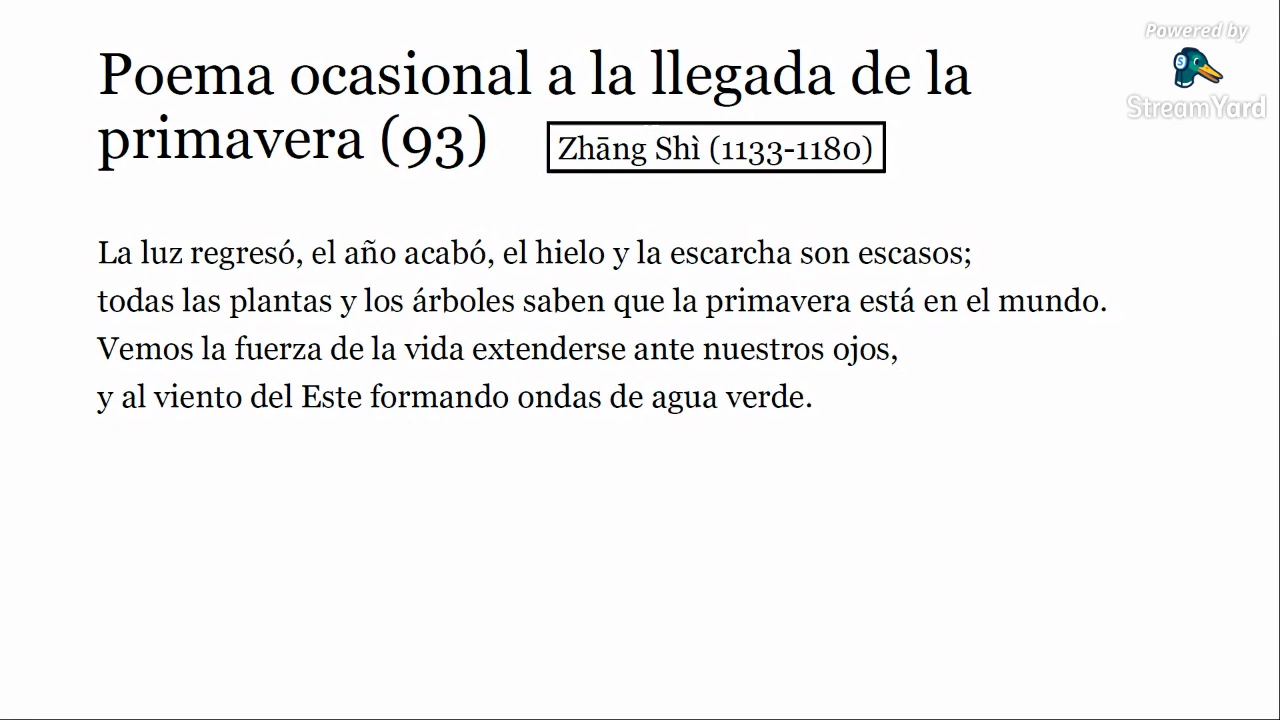 Poema ocasional a la llegada de la
primavera (93)
Zhāng Shì (1133-1180)
La luz regresó, el año acabó, el hielo y la escarcha son escasos;
todas las plantas y los árboles saben que la primavera está en el mundo.
Vemos la fuerza de la vida extenderse ante nuestros ojos,
y al viento del Este formando ondas de agua verde.
Powered by
S
StreamYard